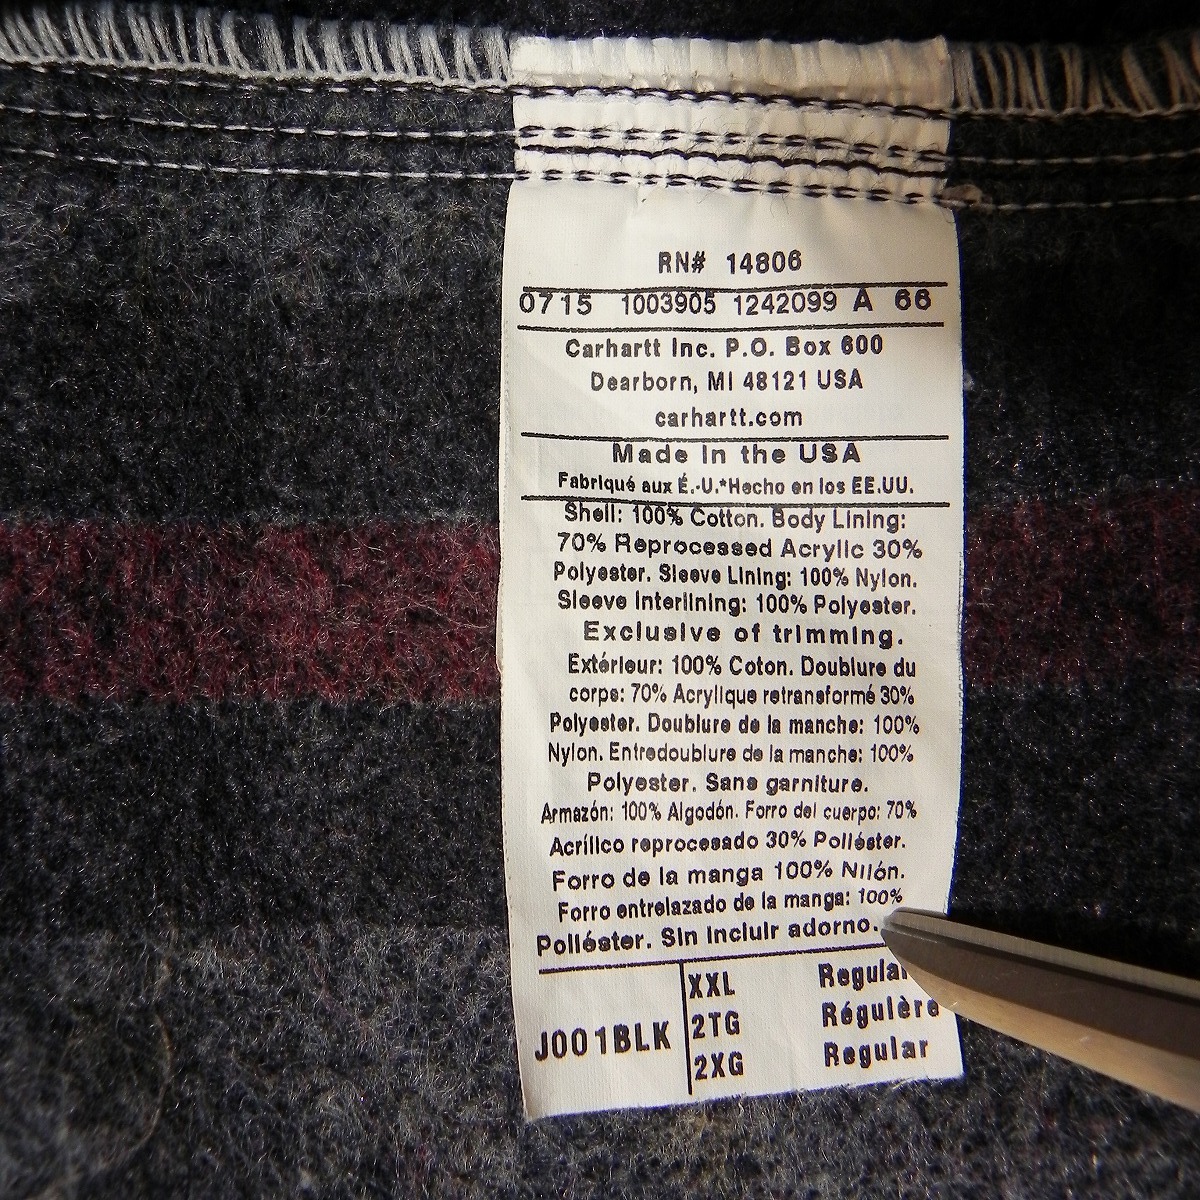 RN# 14806
0715 1003905 1242099 A 66
Carhartt Inc. P.O. Box 600
Dearborn, MI 48121 USA
carhartt.com
Made in the USA
Fabriqué aux É.-U.*Hecho en los EE.UU.
Shell: 100% Cotton. Body Lining:
70% Reprocessed Acrylic 30%
Polyester. Sleeve Lining: 100% Nylon.
Sleeve Interlining: 100% Polyester.
Exclusive of trimming.
Extérieur: 100% Coton. Doublure du
corps: 70% Acrylique retransformé 30%
Polyester. Doublure de la manche: 100%
Nylon. Entredoublure de la manche: 100%
Polyester. Sans garniture.
Armazón: 100% Algodón. Forro del cuerpo: 70%
Acrílico reprocesado 30% Poliéster.
Forro de la manga 100% Nilón.
Forro entrelazado de la manga: 100%
Poliéster. Sin incluir adorno.
J001BLK
XXL Regular
2TG Régulère
2XG Regular